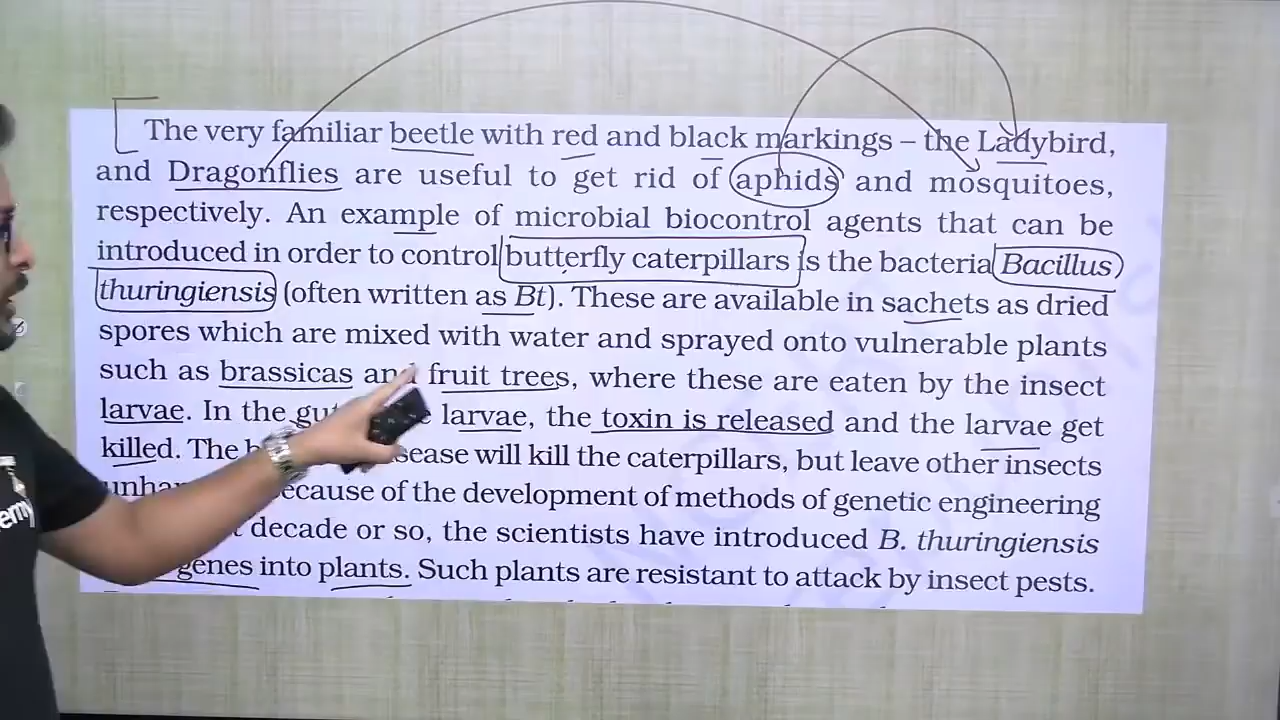 The very familiar beetle with red and black markings – the Ladybird,
and Dragonflies are useful to get rid of aphids and mosquitoes,
respectively. An example of microbial biocontrol agents that can be
introduced in order to control butterfly caterpillars is the bacteria Bacillus
thuringiensis (often written as Bt). These are available in sachets as dried
spores which are mixed with water and sprayed onto vulnerable plants
such as brassicas and fruit trees, where these are eaten by the insect
larvae. In the gut larvae, the toxin is released and the larvae get
killed. The will kill the caterpillars, but leave other insects
of the development of methods of genetic engineering
decade or so, the scientists have introduced B. thuringiensis
genes into plants. Such plants are resistant to attack by insect pests.